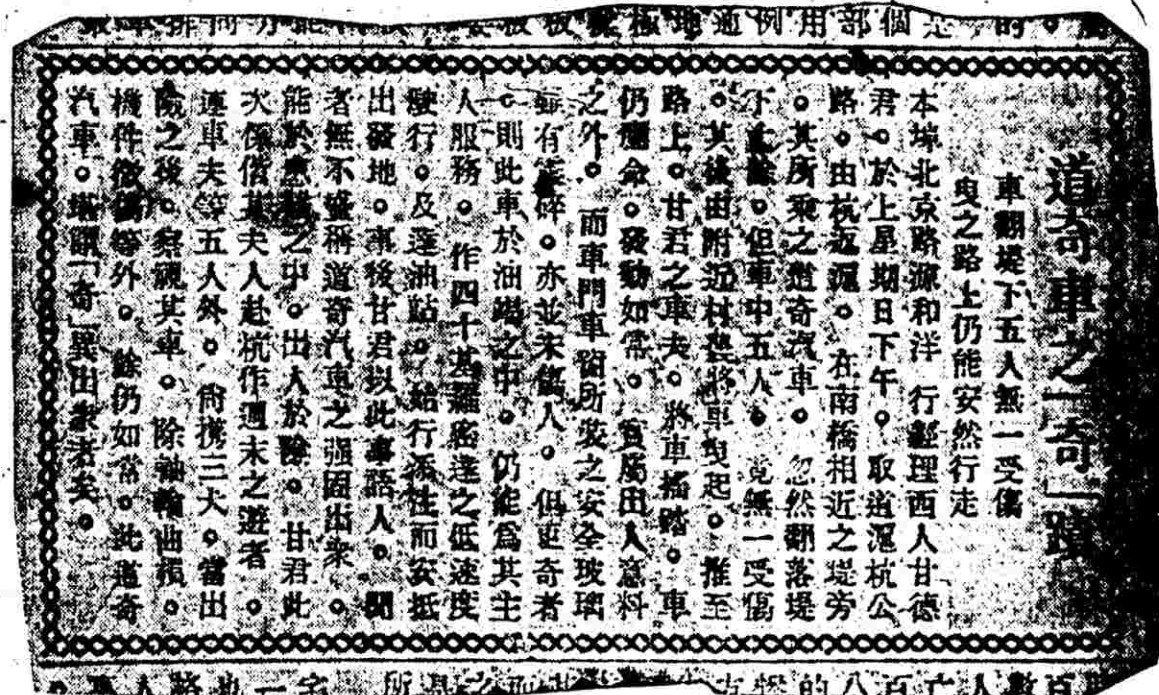 道奇車之「奇」蹟
車翻堤下五人無一受傷
曳之路上仍能安然行走
本埠北京路源和洋行經理西人甘德
君。於上星期日下午。取道滬杭公
路。由杭返滬。在南橋相近之堤旁
。其所乘之道奇汽車。忽然翻落堤
下。但車中五人。竟無一受傷
。其後由附近村農將車曳起。推至
路上。甘君之車夫。將車搖踏。車
仍應命。發動如常。實屬出人意料
之外。而車門車窗所裝之安全玻璃
雖有碎。亦並未傷人。但更奇者
。則此車於油竭之中。仍能為其主
人服務。作四十基羅密達之低速度
駛行。及達油站。始行添注而安抵
出發地。事後甘君以此事語人。聞
者無不盛稱道奇汽車之强固出衆。
能於之中。出人於險。甘君此
次係偕其夫人赴杭作週末之遊者。
連車夫等五人外。尚携三犬。當出
險之後。察視其車。除曲損。
機件微傷等外。餘仍如常。此道奇
汽車。堪謂「奇」異出衆者矣。